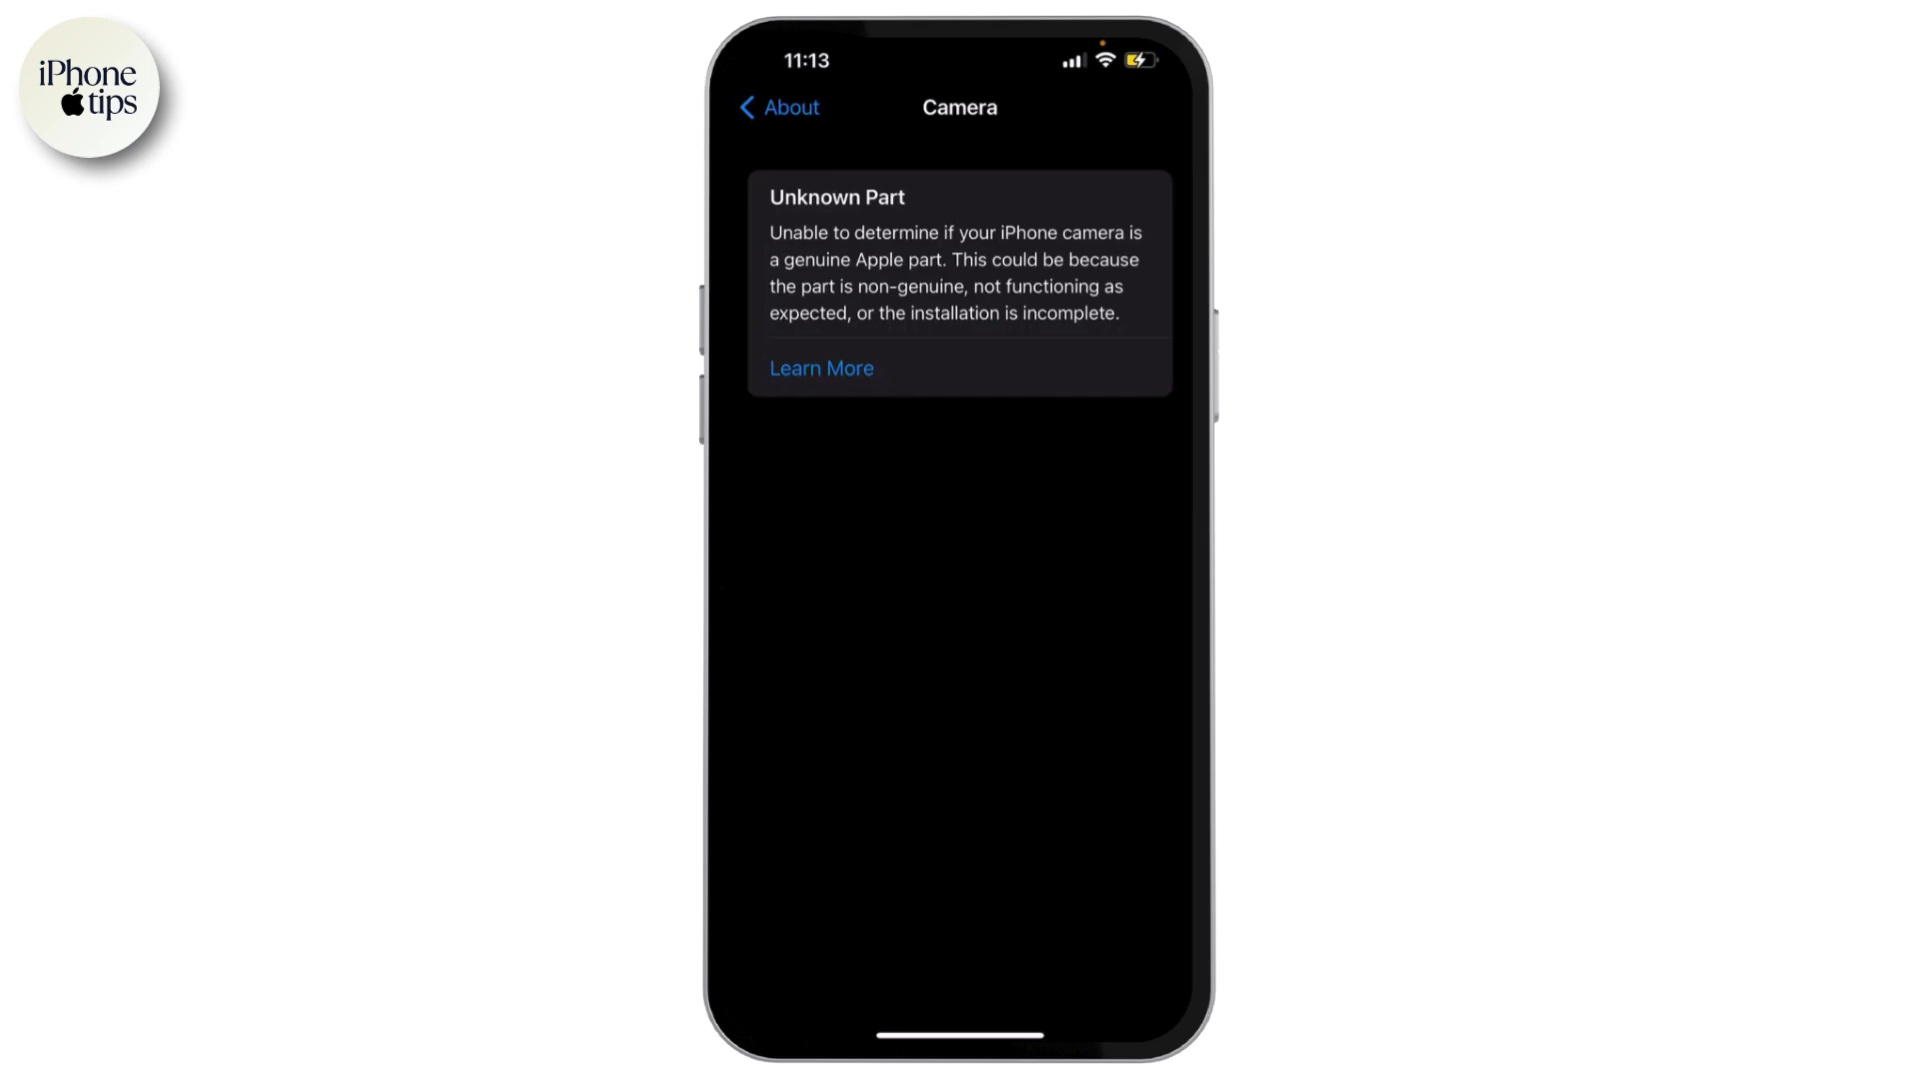 iPhone
tips
11:13
About
Camera
Unknown Part
Unable to determine if your iPhone camera is
a genuine Apple part. This could be because
the part is non-genuine, not functioning as
expected, or the installation is incomplete.
Learn More